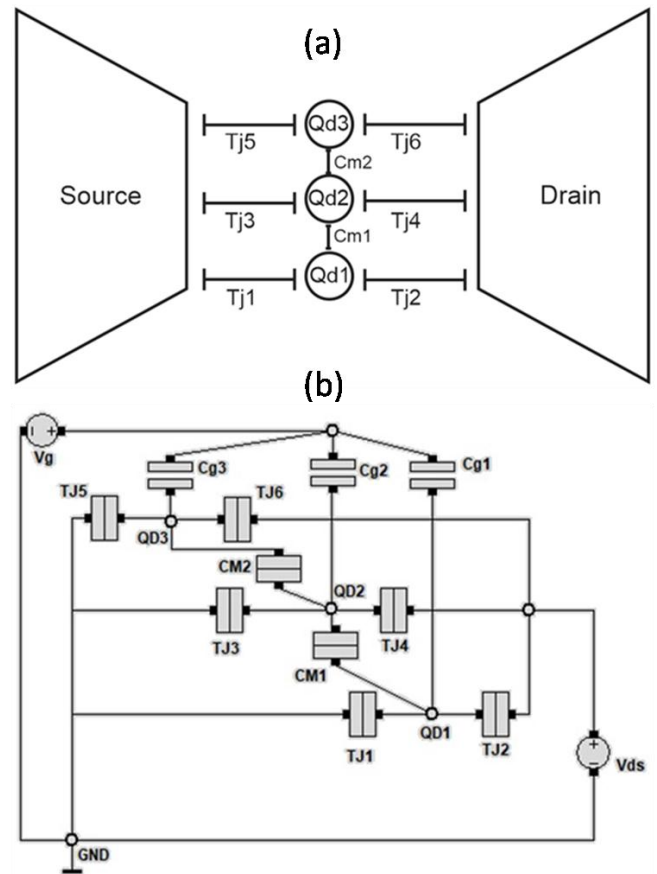 (a)
Qd3
Tj5
Tj6
Cm2
Source
Qd2
Drain
Tj3
Tj4
Cm1
Qd1
Tj1
Tj2
(b)
Vg
Cg3
Cg2
Cg1
TJ5
TJ6
QD3
CM2
QD2
TJ3
TJ4
CM1
QD1
TJ1
TJ2
Vds
GND